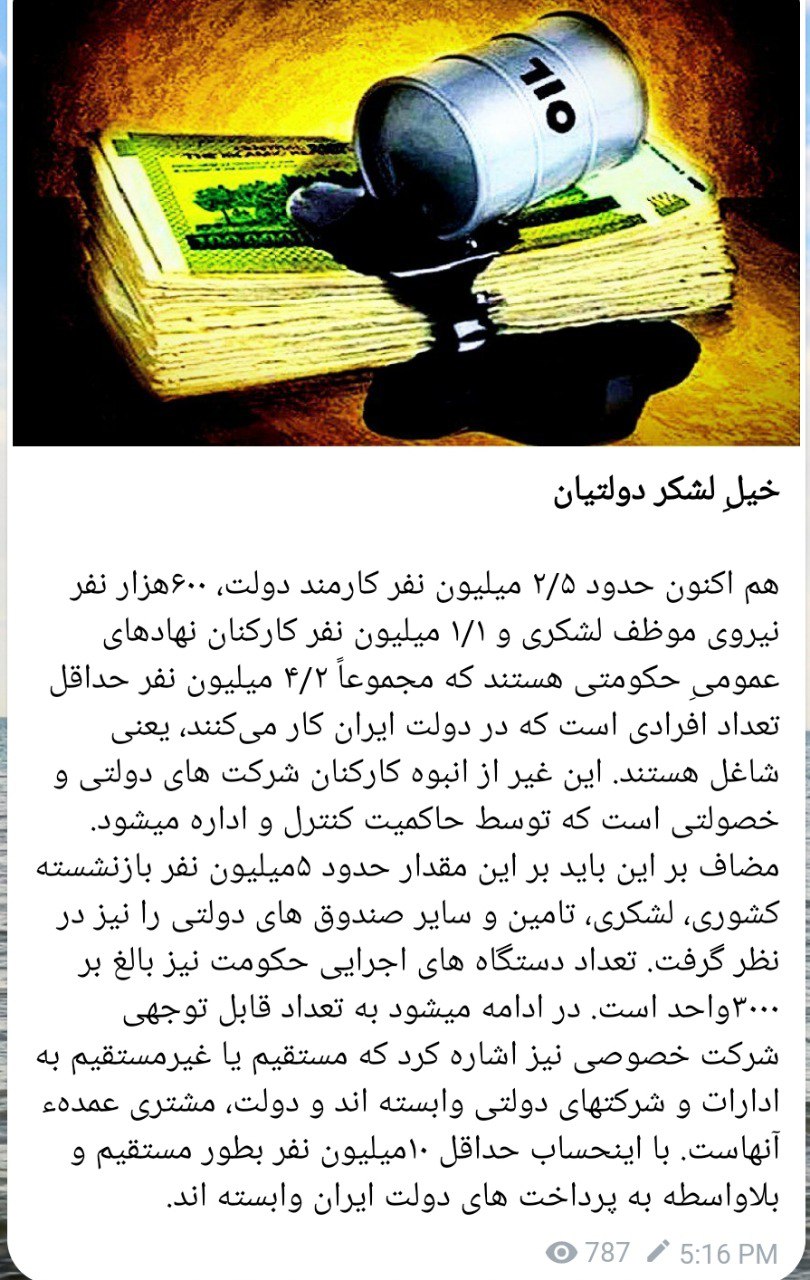 OIL
خیلِ لشکر دولتیان
هم اکنون حدود ۲/۵ میلیون نفر کارمند دولت، ۶۰۰هزار نفر
نیروی موظف لشکری و ۱/۱ میلیون نفر کارکنان نهادهای
عمومیِ حکومتی هستند که مجموعاً ۴/۲ میلیون نفر حداقل
تعداد افرادی است که در دولت ایران کار می‌کنند، یعنی
شاغل هستند. این غیر از انبوه کارکنان شرکت های دولتی و
خصولتی است که توسط حاکمیت کنترل و اداره میشود.
مضاف بر این باید بر این مقدار حدود ۵میلیون نفر بازنشسته
کشوری، لشکری، تامین و سایر صندوق های دولتی را نیز در
نظر گرفت. تعداد دستگاه های اجرایی حکومت نیز بالغ بر
۳۰۰۰واحد است. در ادامه میشود به تعداد قابل توجهی
شرکت خصوصی نیز اشاره کرد که مستقیم یا غیرمستقیم به
ادارات و شرکتهای دولتی وابسته اند و دولت، مشتری عمدهء
آنهاست. با اینحساب حداقل ۱۰میلیون نفر بطور مستقیم و
بلاواسطه به پرداخت های دولت ایران وابسته اند.
787 5:16 PM